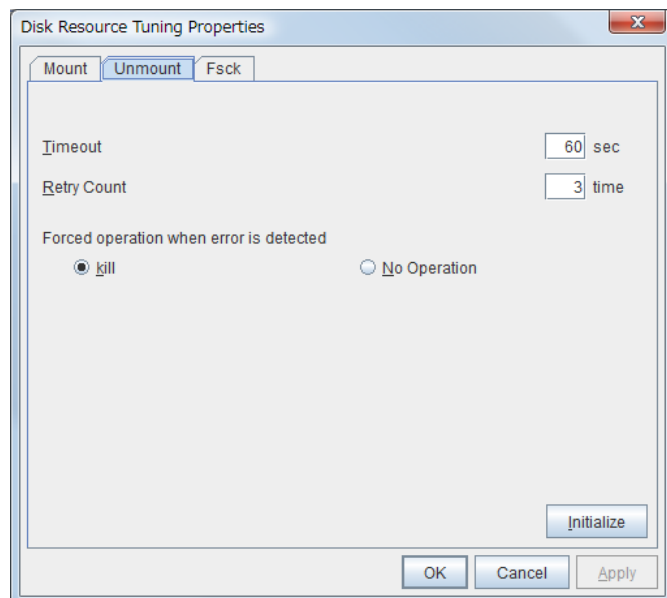 Disk Resource Tuning Properties
x
Mount Unmount Fsck
Timeout 60 sec
Retry Count 3 time
Forced operation when error is detected
kill No Operation
Initialize
OK Cancel Apply